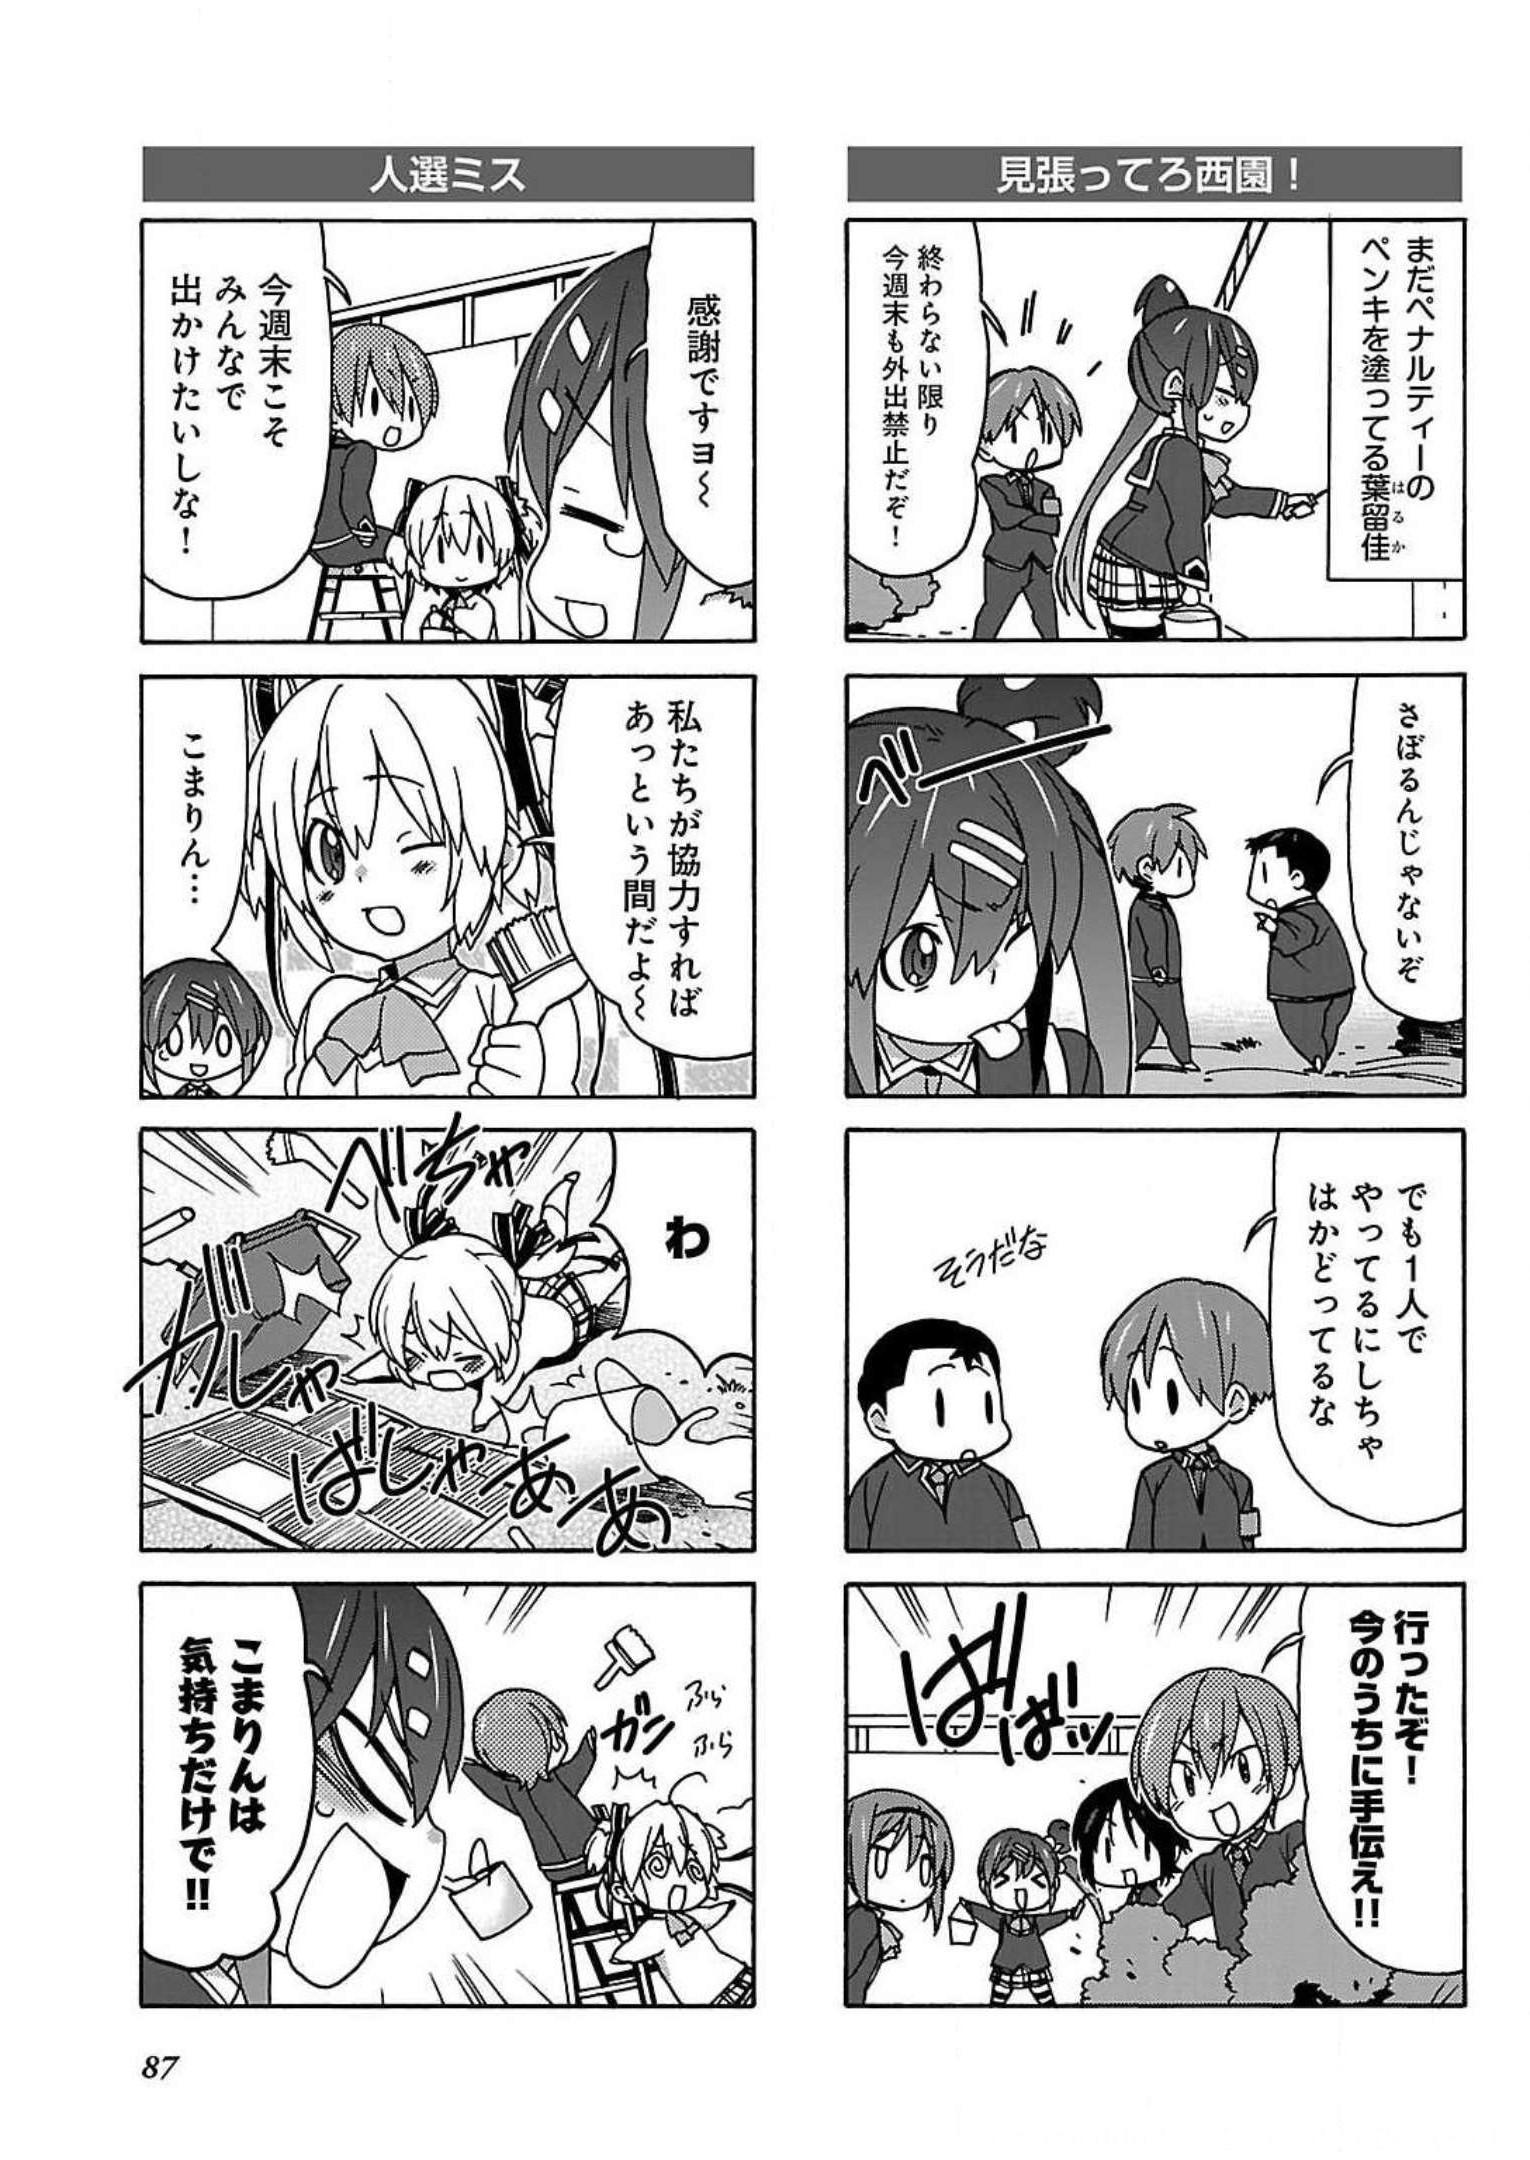 見張ってろ西園！
まだペナルティーの
ペンキを塗ってる葉留佳
はるか
終わらない限り
今週末も外出禁止だぞ！
さぼるんじゃないぞ
べーー
でも1人で
やってるにしちゃ
はかどってるな
そうだな
行ったぞ！
今のうちに手伝え!!
ばばばッ
人選ミス
感謝ですヨ～
今週末こそ
みんなで
出かけたいしな！
私たちが協力すれば
あっという間だよ～
こまりん…
わ
べちゃ
がしゃ
ばしゃああ
ガン
ふら
ふら
こまりんは
気持ちだけで!!
87